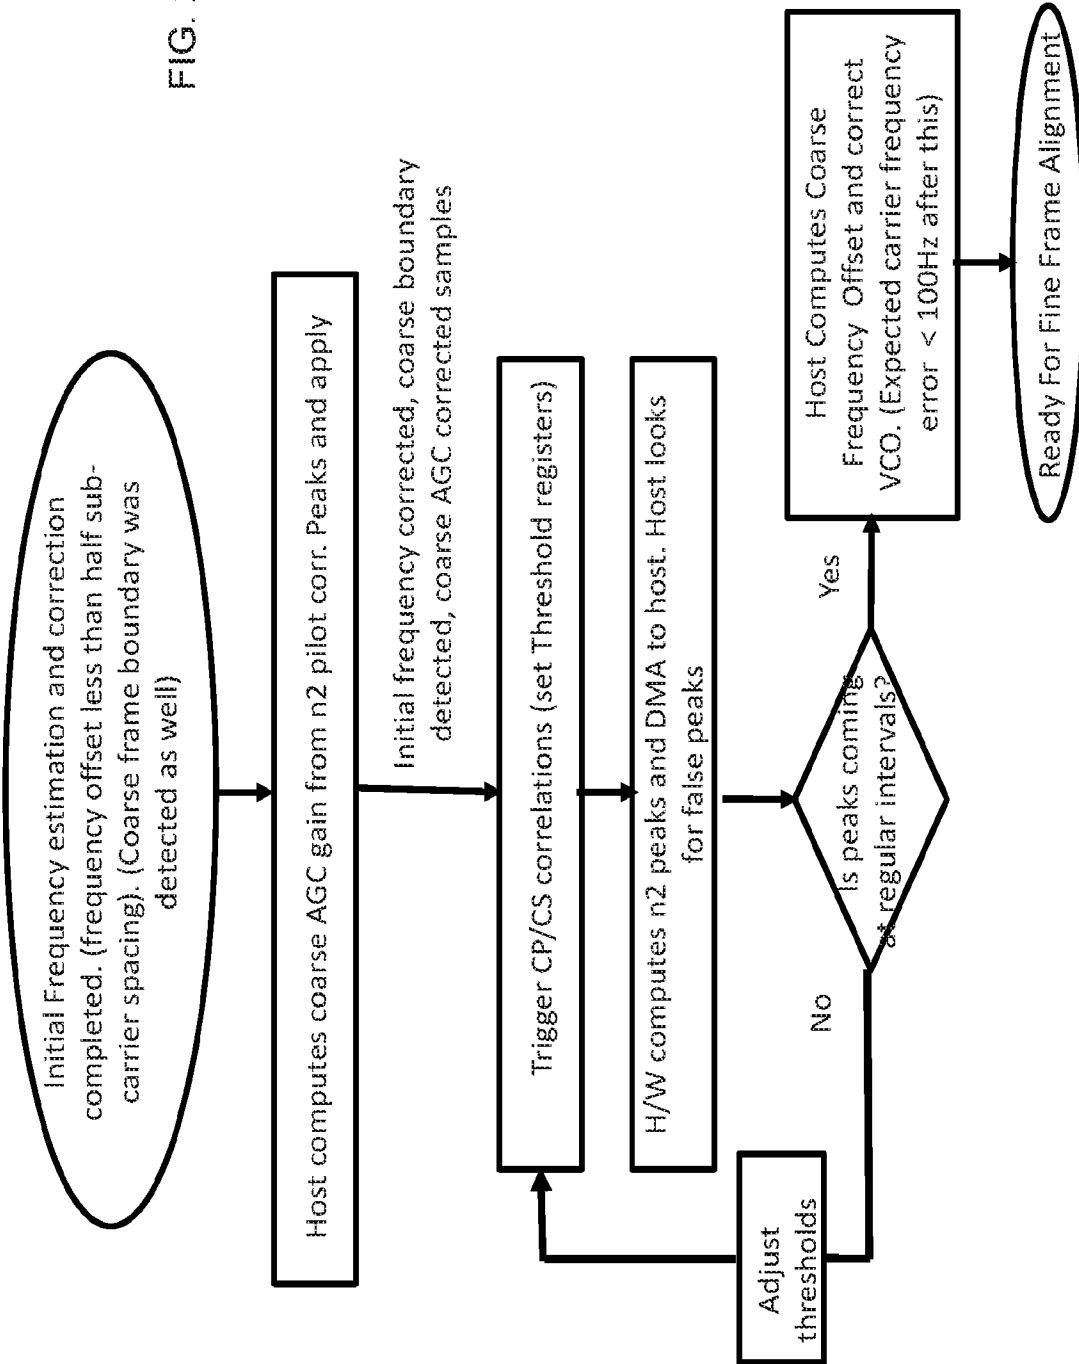 FIG.
Initial Frequency estimation and correction
completed. (frequency offset less than half sub-
carrier spacing). (Coarse frame boundary was
detected as well)
Host computes coarse AGC gain from n2 pilot corr. Peaks and apply
Initial frequency corrected, coarse boundary
detected, coarse AGC corrected samples
Trigger CP/CS correlations (set Threshold registers)
H/W computes n2 peaks and DMA to host. Host looks
for false peaks
Is peaks coming
at regular intervals?
No
Adjust
thresholds
Yes
Host Computes Coarse
Frequency Offset and correct
VCO. (Expected carrier frequency
error < 100Hz after this)
Ready For Fine Frame Alignment